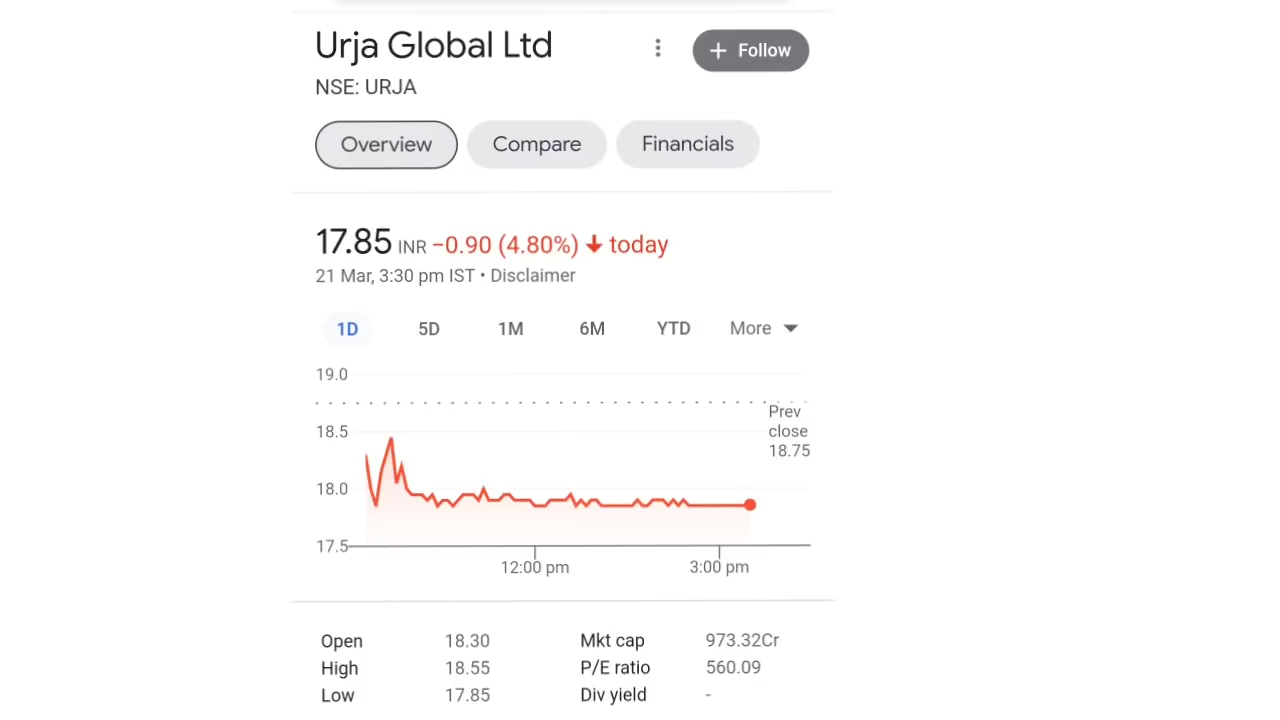 Urja Global Ltd
+ Follow
NSE: URJA
Overview Compare Financials
17.85 INR −0.90 (4.80%) ↓ today
21 Mar, 3:30 pm IST • Disclaimer
1D 5D 1M 6M YTD More
19.0
Prev
close
18.75
18.5
18.0
17.5
12:00 pm 3:00 pm
Open 18.30 Mkt cap 973.32Cr
High 18.55 P/E ratio 560.09
Low 17.85 Div yield -